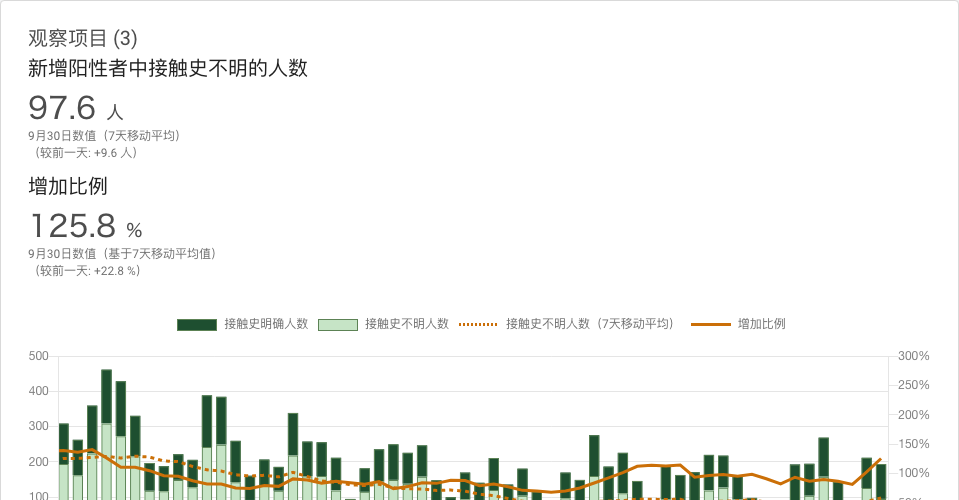 观察项目 (3)
新增阳性者中接触史不明的人数
97.6 人
9月30日数值（7天移动平均）
（较前一天: +9.6 人）
增加比例
125.8 %
9月30日数值（基于7天移动平均值）
（较前一天: +22.8 %）
接触史明确人数 接触史不明人数 接触史不明人数（7天移动平均） 增加比例
500 300%
250%
400
200%
300
150%
200
100%
100